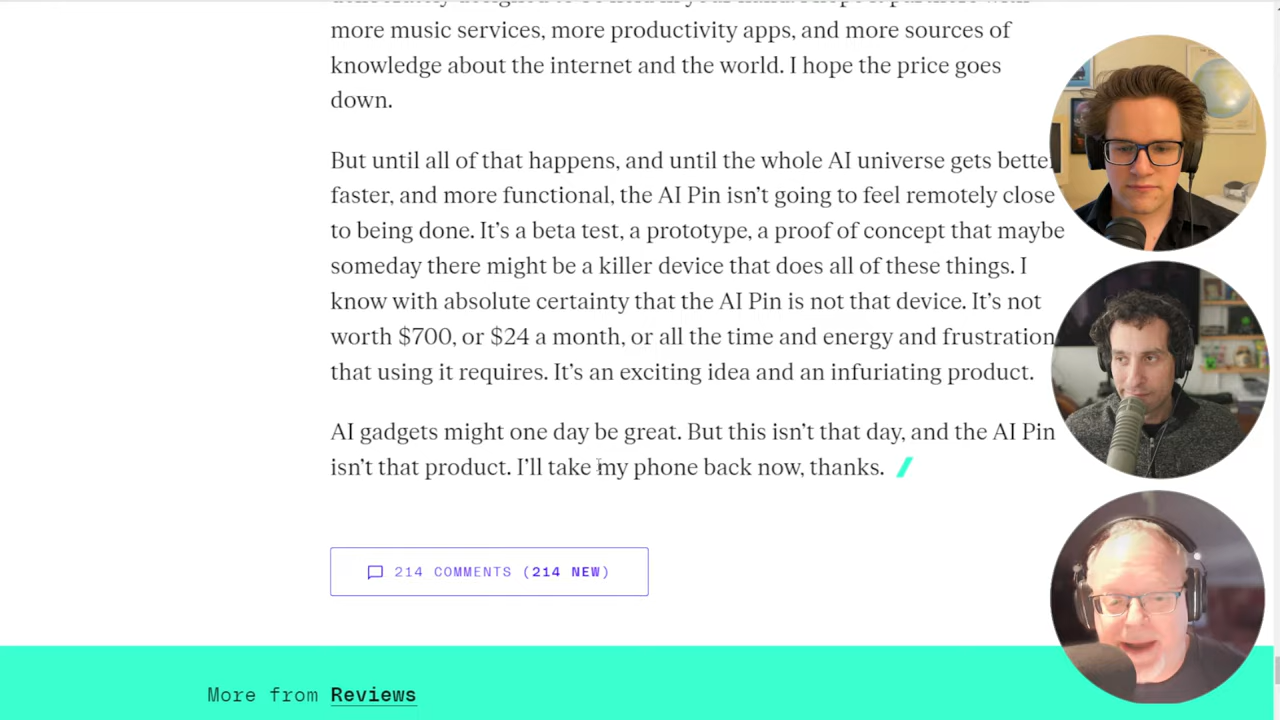 more music services, more productivity apps, and more sources of
knowledge about the internet and the world. I hope the price goes
down.
But until all of that happens, and until the whole AI universe gets
faster, and more functional, the AI Pin isn’t going to feel remotely close
to being done. It’s a beta test, a prototype, a proof of concept that maybe
someday there might be a killer device that does all of these things. I
know with absolute certainty that the AI Pin is not that device. It’s not
worth $700, or $24 a month, or all the time and energy and frustration
that using it requires. It’s an exciting idea and an infuriating product.
AI gadgets might one day be great. But this isn’t that day, and the AI Pin
isn’t that product. I’ll take my phone back now, thanks.
214 COMMENTS (214 NEW)
More from Reviews